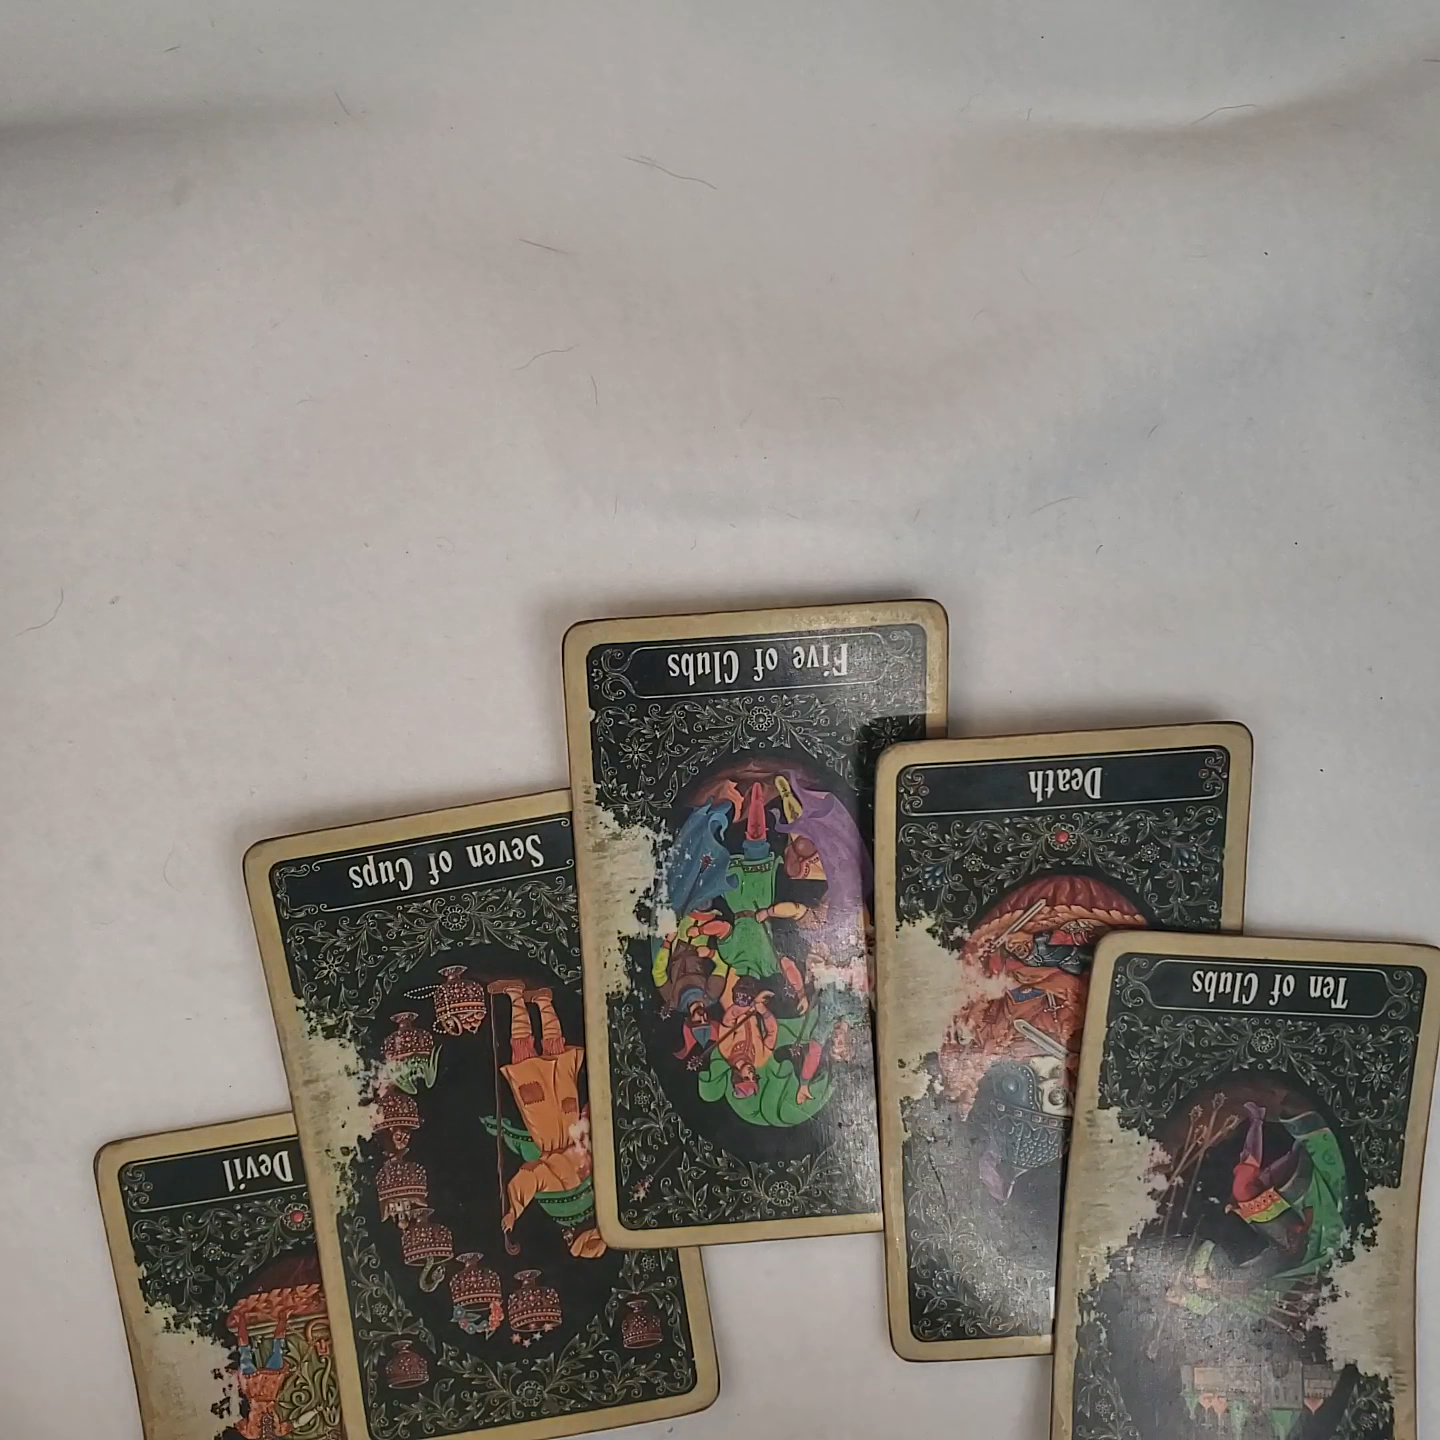 Five of Clubs
Death
Seven of Cups
Ten of Clubs
Devil